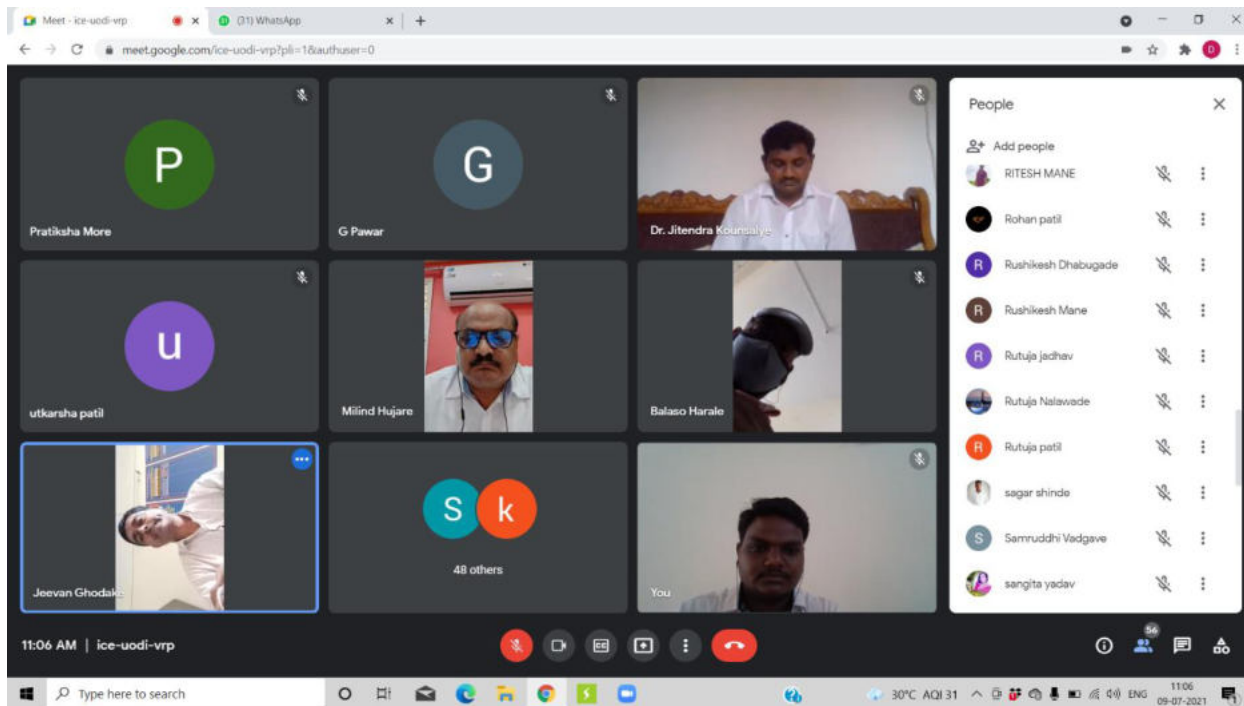 Meet - ice-uodi-vrp
(31) WhatsApp
meet.google.com/ice-uodi-vrp?pli=1&authuser=0
D
P
Pratiksha More
G
G Pawar
Dr. Jitendra Kounsalye
u
utkarsha patil
Milind Hujare
Balaso Harale
Jeevan Ghodake
S k
48 others
You
People
Add people
RITESH MANE
Rohan patil
R Rushikesh Dhabugade
R Rushikesh Mane
R Rutuja jadhav
Rutuja Nalawade
R Rutuja patil
sagar shinde
S Samruddhi Vadgave
sangita yadav
11:06 AM | ice-uodi-vrp
CC
56
Type here to search
30°C AQI 31
ENG
11:06
09-07-2021